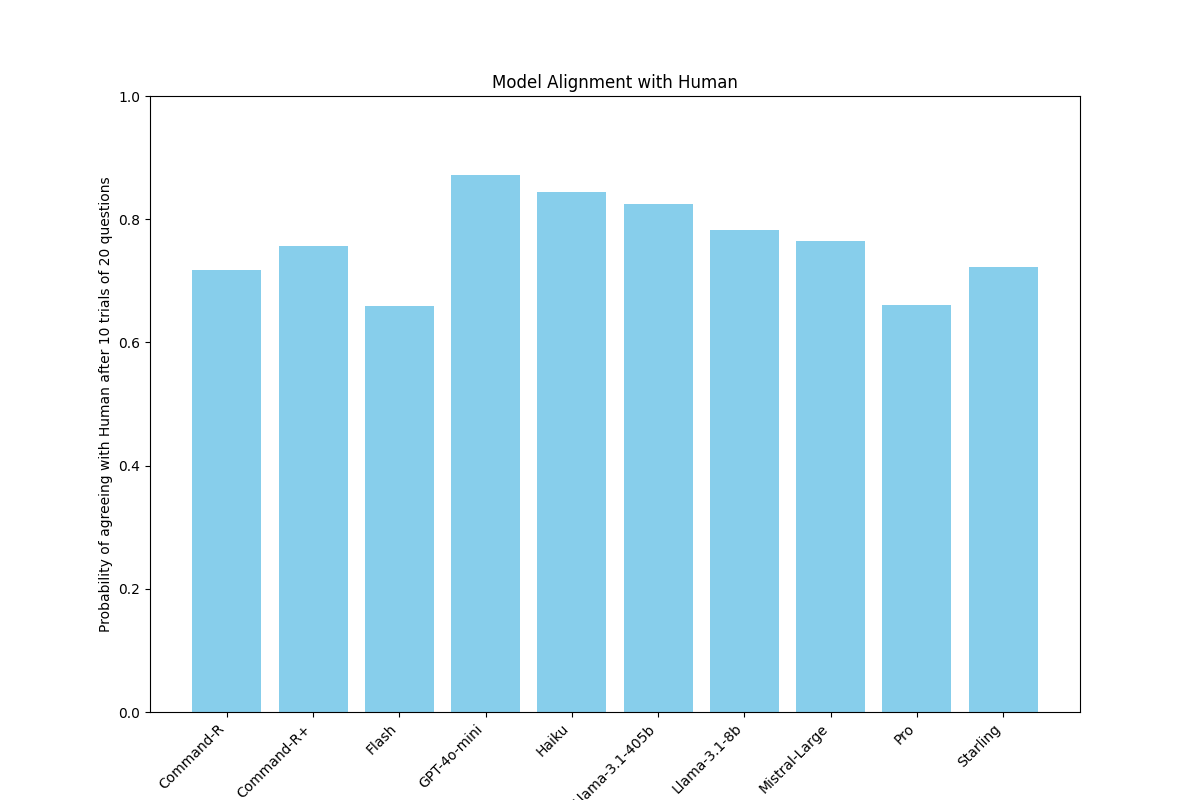 Model Alignment with Human
Probability of agreeing with Human after 10 trials of 20 questions
1.0
0.8
0.6
0.4
0.2
0.0
Command-R
Command-R+
Flash
GPT-4o-mini
Haiku
Llama-3.1-405b
Llama-3.1-8b
Mistral-Large
Pro
Starling